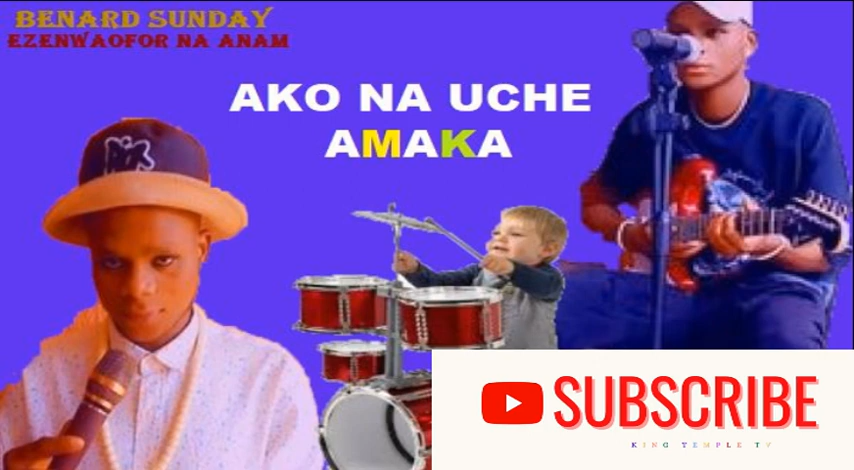 BENARD SUNDAY
EZENWAOFOR NA ANAM
AKO NA UCHE
AMAKA
SUBSCRIBE
KING TEMPLE TV